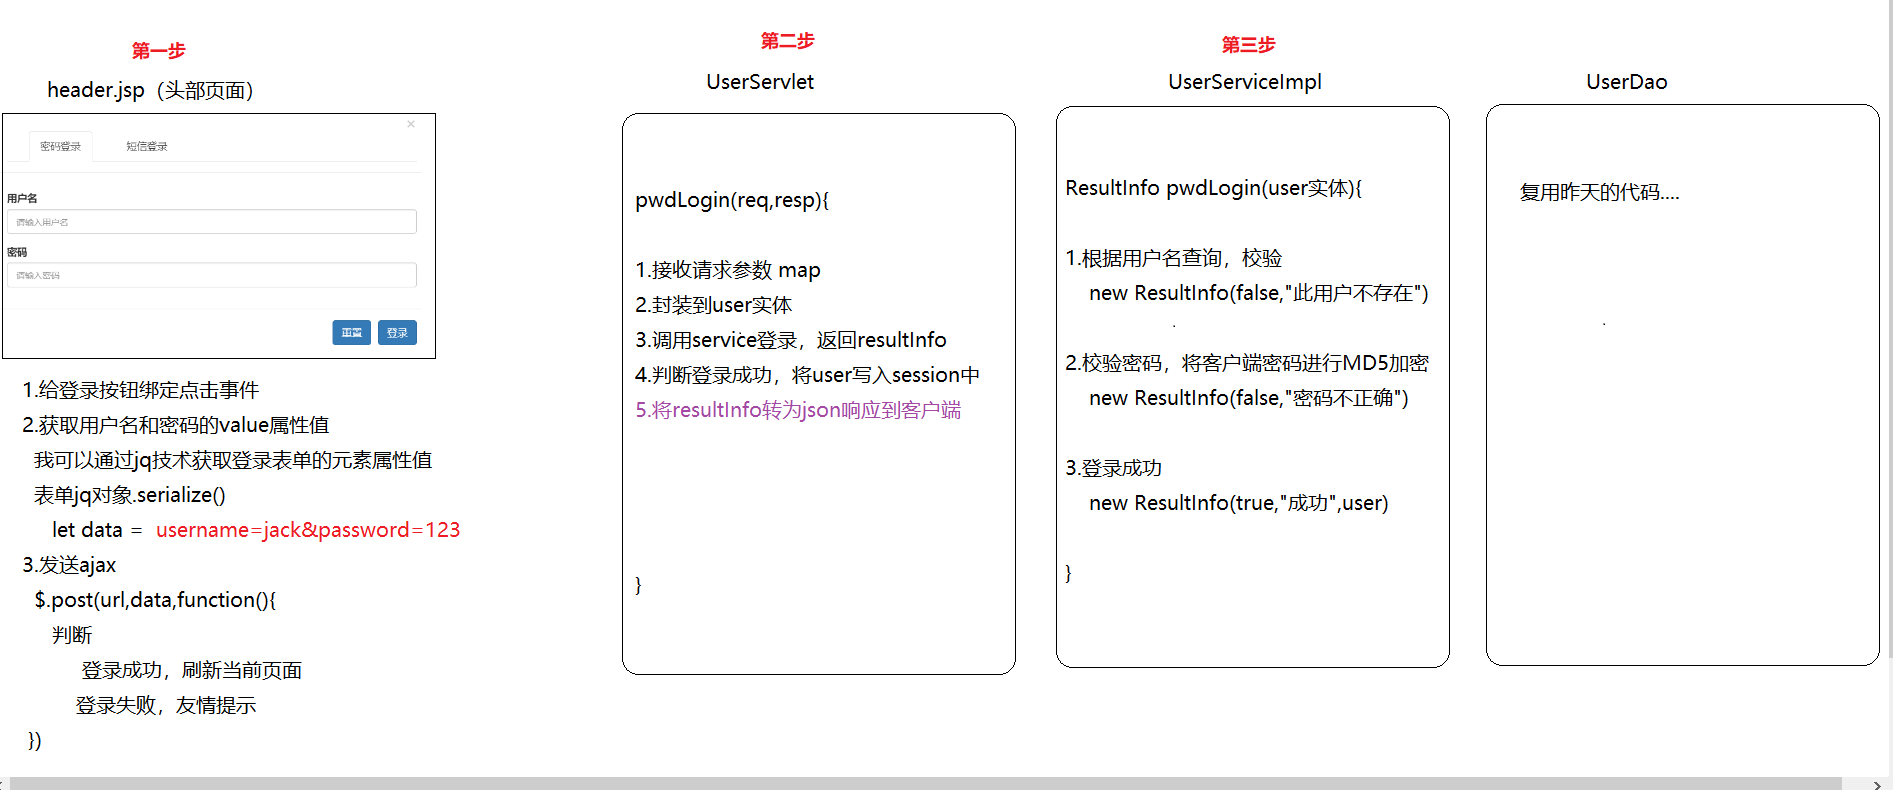 第一步
header.jsp（头部页面）
×
密码登录
短信登录
用户名
请输入用户名
密码
请输入密码
重置
登录
1.给登录按钮绑定点击事件
2.获取用户名和密码的value属性值
我可以通过jq技术获取登录表单的元素属性值
表单jq对象.serialize()
let data = username=jack&password=123
3.发送ajax
$.post(url,data,function(){
判断
登录成功，刷新当前页面
登录失败，友情提示
})
第二步
UserServlet
pwdLogin(req,resp){
1.接收请求参数 map
2.封装到user实体
3.调用service登录，返回resultInfo
4.判断登录成功，将user写入session中
5.将resultInfo转为json响应到客户端
}
第三步
UserServiceImpl
ResultInfo pwdLogin(user实体){
1.根据用户名查询，校验
new ResultInfo(false,"此用户不存在")
2.校验密码，将客户端密码进行MD5加密
new ResultInfo(false,"密码不正确")
3.登录成功
new ResultInfo(true,"成功",user)
}
UserDao
复用昨天的代码....